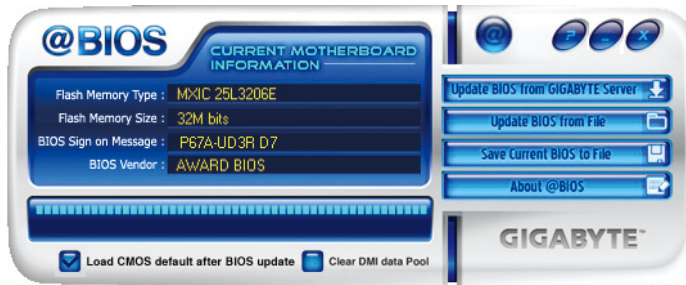 @BIOS
CURRENT MOTHERBOARD
INFORMATION
Flash Memory Type : MXIC 25L3206E
Flash Memory Size : 32M bits
BIOS Sign on Message : P67A-UD3R D7
BIOS Vendor : AWARD BIOS
Load CMOS default after BIOS update
Clear DMI data Pool
@
?
_
X
Update BIOS from GIGABYTE Server
Update BIOS from File
Save Current BIOS to File
About @BIOS
GIGABYTE™